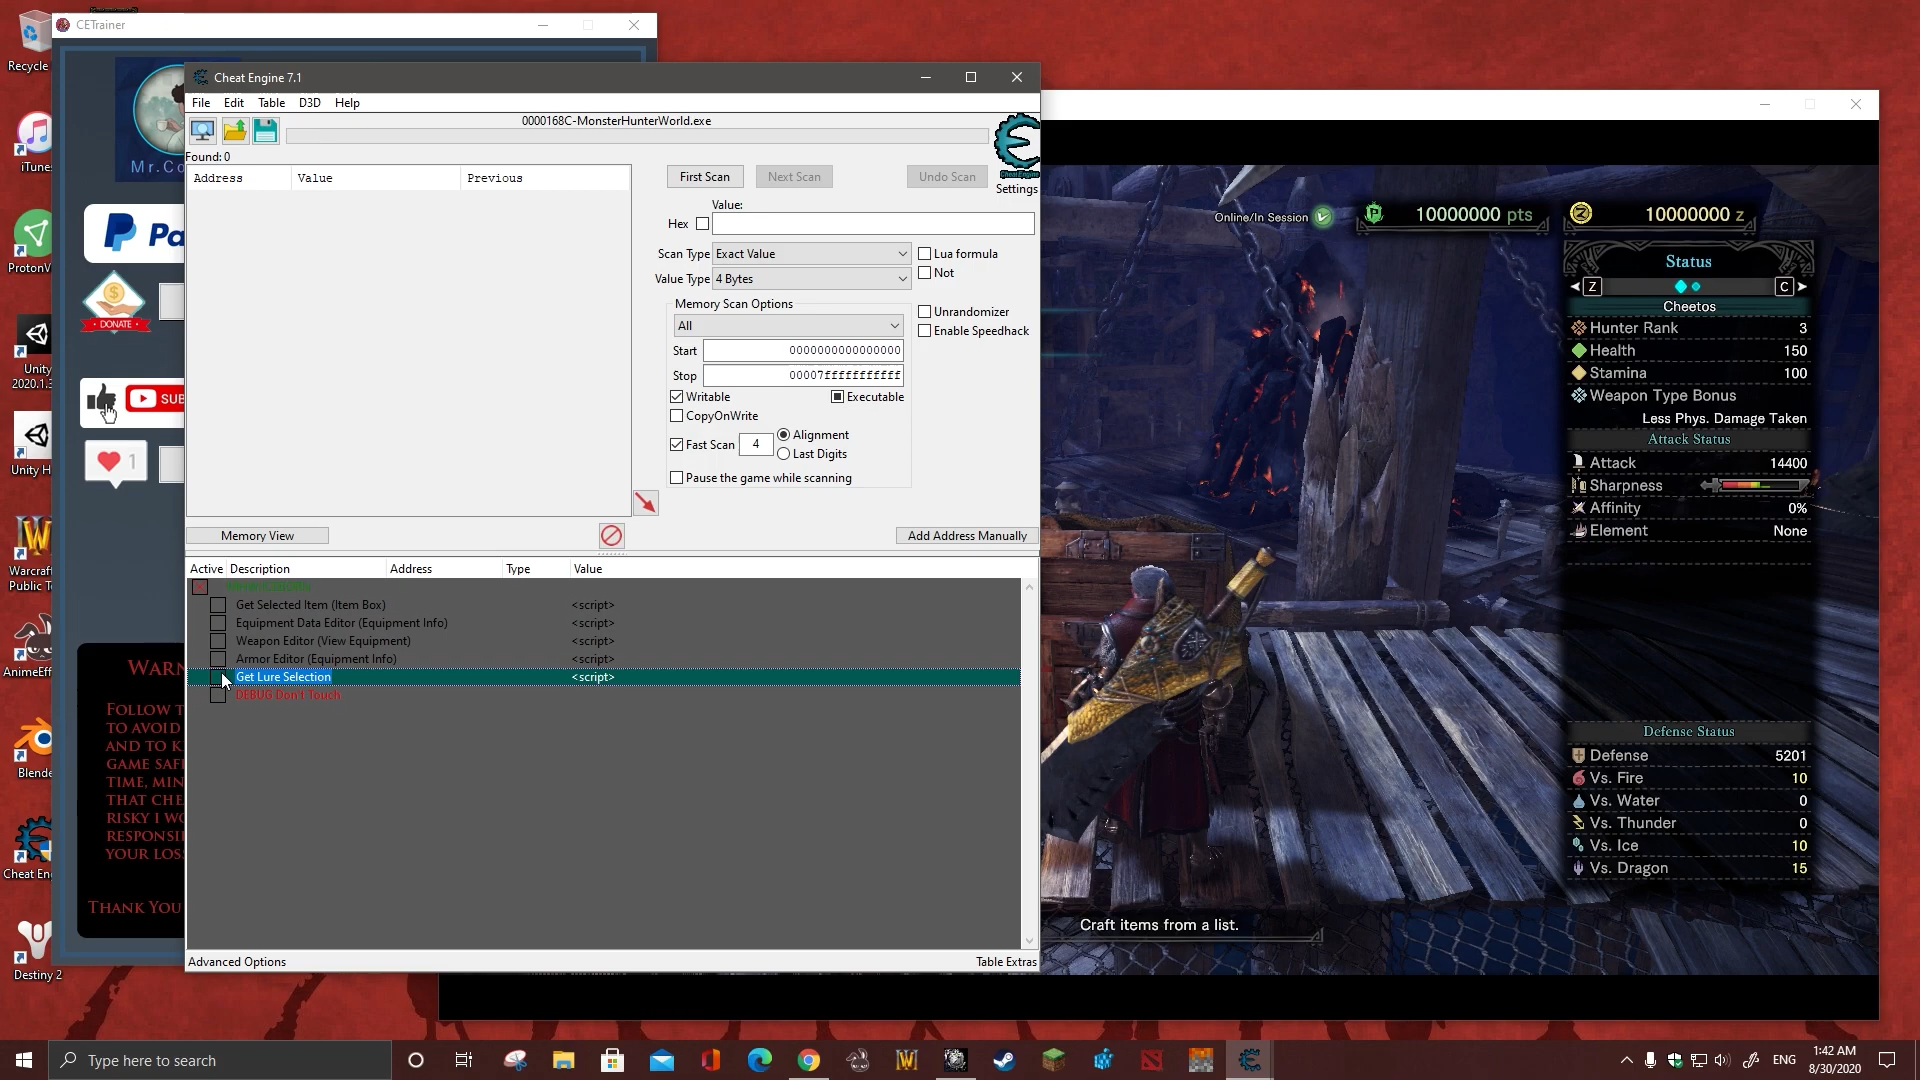 CETrainer
Recycle
iTune
ProtonV
Unity
2020.1.3
Unity H
Warcraf
Public To
AnimeEff
Blende
Cheat En
Destiny 2
Mr.Co
Pa
DONATE
SUB
1
WARN
FOLLOW T
TO AVOID
AND TO K
GAME SAF
TIME, MIN
THAT CHE
RISKY I WO
RESPONSI
YOUR LOS
THANK YOU
Cheat Engine 7.1
File Edit Table D3D Help
0000168C-MonsterHunterWorld.exe
Found: 0
Address Value Previous
First Scan Next Scan Undo Scan
Cheat Engine
Settings
Value:
Hex
Scan Type Exact Value
Lua formula
Value Type 4 Bytes
Not
Memory Scan Options
All
Unrandomizer
Enable Speedhack
Start 0000000000000000
Stop 00007fffffffffff
Writable Executable
CopyOnWrite
Fast Scan 4 Alignment
Last Digits
Pause the game while scanning
Memory View
Add Address Manually
Active Description Address Type Value
Get Selected Item (Item Box) <script>
Equipment Data Editor (Equipment Info) <script>
Weapon Editor (View Equipment) <script>
Armor Editor (Equipment Info) <script>
Get Lure Selection <script>
DEBUG Don't Touch
Advanced Options Table Extras
Online/In Session
10000000 pts
10000000 z
Status
Z C
Cheetos
Hunter Rank 3
Health 150
Stamina 100
Weapon Type Bonus
Less Phys. Damage Taken
Attack Status
Attack 14400
Sharpness
Affinity 0%
Element None
Defense Status
Defense 5201
Vs. Fire 10
Vs. Water 0
Vs. Thunder 0
Vs. Ice 10
Vs. Dragon 15
Craft items from a list.
Type here to search
ENG
1:42 AM
8/30/2020